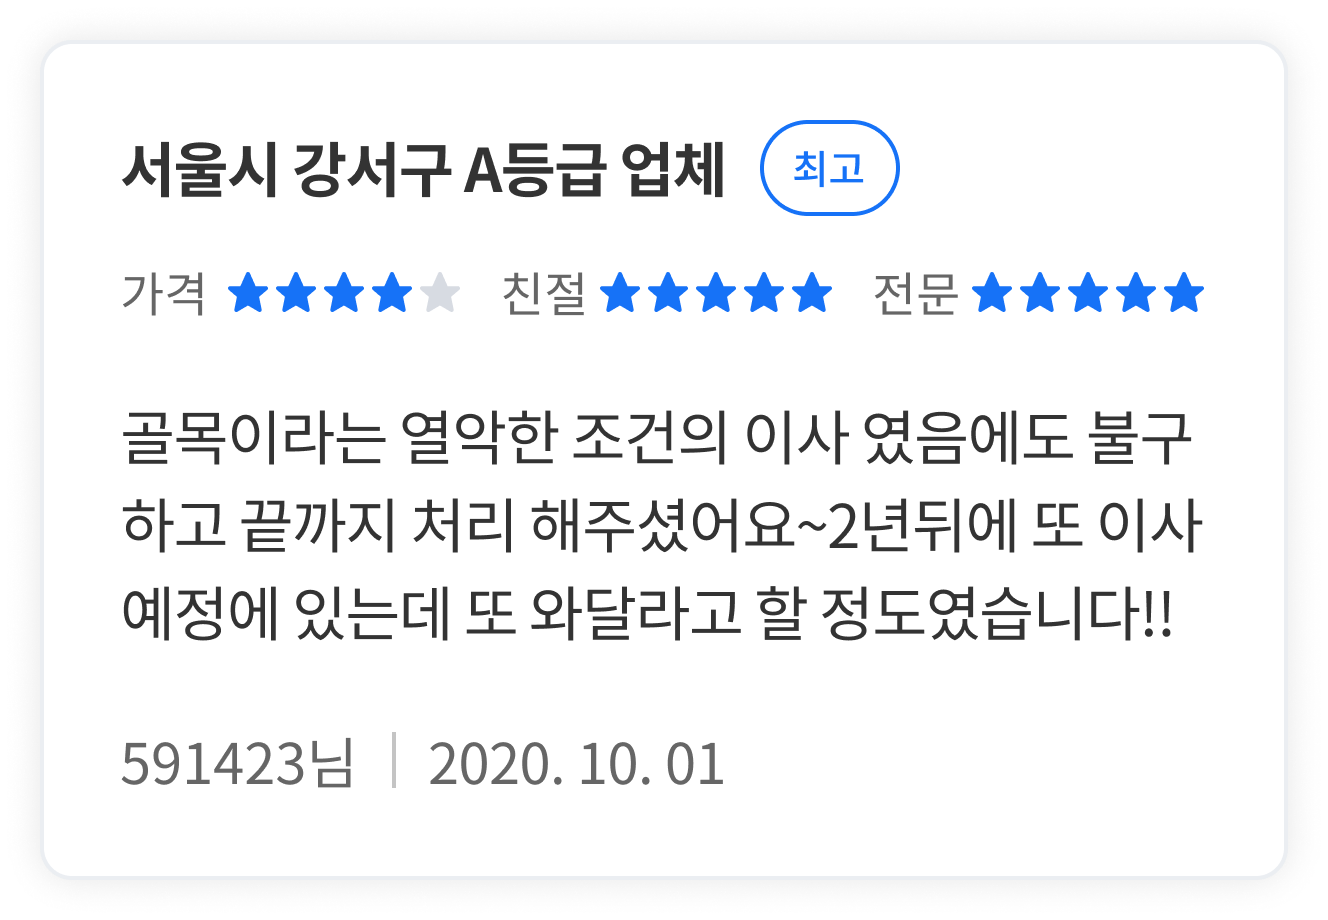 서울시 강서구 A등급 업체 최고
가격 친절 전문
골목이라는 열악한 조건의 이사 였음에도 불구
하고 끝까지 처리 해주셨어요~2년뒤에 또 이사
예정에 있는데 또 와달라고 할 정도였습니다!!
591423님 2020. 10. 01